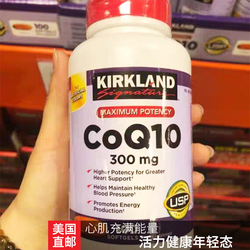 KIRKLAND
Signature
MAXIMUM POTENCY
CoQ10
300 mg
Higher Potency for Greater
Heart Support†
Helps Maintain Healthy
Blood Pressure†
Promotes Energy
Production†
USP
SOFTGELS
100
美国
直邮
心肌充满能量
活力健康年轻态